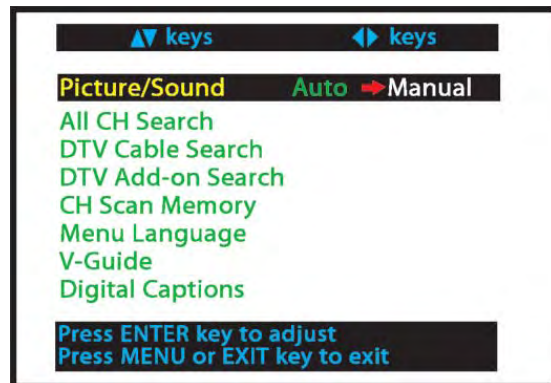 ▲▼ keys ◀▶ keys
Picture/Sound Auto ➡Manual
All CH Search
DTV Cable Search
DTV Add-on Search
CH Scan Memory
Menu Language
V-Guide
Digital Captions
Press ENTER key to adjust
Press MENU or EXIT key to exit